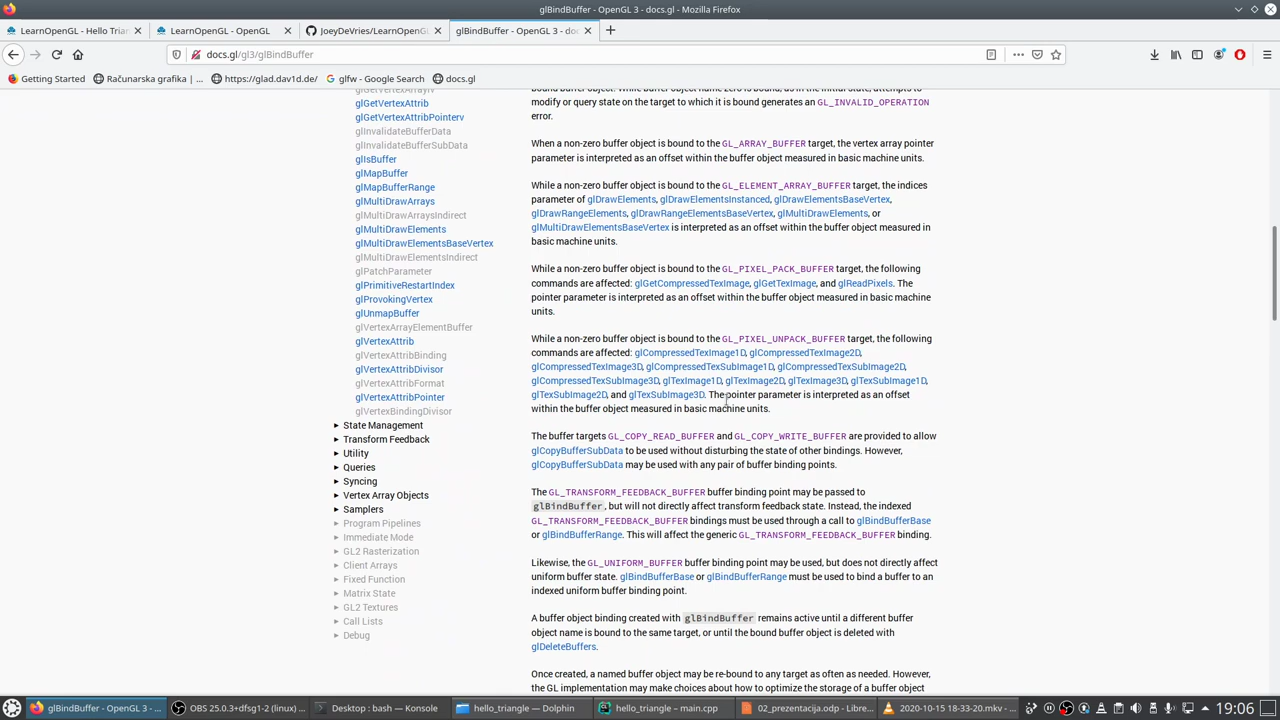 glBindBuffer - OpenGL 3 - docs.gl - Mozilla Firefox
LearnOpenGL - Hello Trian
LearnOpenGL - OpenGL
JoeyDeVries/LearnOpenGL:
glBindBuffer - OpenGL 3 - doc
docs.gl/gl3/glBindBuffer
Getting Started
Računarska grafika | ...
https://glad.dav1d.de/
glfw - Google Search
docs.gl
glGetVertexAttribIv
glGetVertexAttrib
glGetVertexAttribPointerv
glInvalidateBufferData
glInvalidateBufferSubData
glIsBuffer
glMapBuffer
glMapBufferRange
glMultiDrawArrays
glMultiDrawArraysIndirect
glMultiDrawElements
glMultiDrawElementsBaseVertex
glMultiDrawElementsIndirect
glPatchParameter
glPrimitiveRestartIndex
glProvokingVertex
glUnmapBuffer
glVertexArrayElementBuffer
glVertexAttrib
glVertexAttribBinding
glVertexAttribDivisor
glVertexAttribFormat
glVertexAttribPointer
glVertexBindingDivisor
State Management
Transform Feedback
Utility
Queries
Syncing
Vertex Array Objects
Samplers
Program Pipelines
Immediate Mode
GL2 Rasterization
Client Arrays
Fixed Function
Matrix State
GL2 Textures
Call Lists
Debug
bound buffer object. While buffer object name zero is bound, as in the initial state, attempts to
modify or query state on the target to which it is bound generates an GL_INVALID_OPERATION
error.
When a non-zero buffer object is bound to the GL_ARRAY_BUFFER target, the vertex array pointer
parameter is interpreted as an offset within the buffer object measured in basic machine units.
While a non-zero buffer object is bound to the GL_ELEMENT_ARRAY_BUFFER target, the indices
parameter of glDrawElements, glDrawElementsInstanced, glDrawElementsBaseVertex,
glDrawRangeElements, glDrawRangeElementsBaseVertex, glMultiDrawElements, or
glMultiDrawElementsBaseVertex is interpreted as an offset within the buffer object measured in
basic machine units.
While a non-zero buffer object is bound to the GL_PIXEL_PACK_BUFFER target, the following
commands are affected: glGetCompressedTexImage, glGetTexImage, and glReadPixels. The
pointer parameter is interpreted as an offset within the buffer object measured in basic machine
units.
While a non-zero buffer object is bound to the GL_PIXEL_UNPACK_BUFFER target, the following
commands are affected: glCompressedTexImage1D, glCompressedTexImage2D,
glCompressedTexImage3D, glCompressedTexSubImage1D, glCompressedTexSubImage2D,
glCompressedTexSubImage3D, glTexImage1D, glTexImage2D, glTexImage3D, glTexSubImage1D,
glTexSubImage2D, and glTexSubImage3D. The pointer parameter is interpreted as an offset
within the buffer object measured in basic machine units.
The buffer targets GL_COPY_READ_BUFFER and GL_COPY_WRITE_BUFFER are provided to allow
glCopyBufferSubData to be used without disturbing the state of other bindings. However,
glCopyBufferSubData may be used with any pair of buffer binding points.
The GL_TRANSFORM_FEEDBACK_BUFFER buffer binding point may be passed to
glBindBuffer, but will not directly affect transform feedback state. Instead, the indexed
GL_TRANSFORM_FEEDBACK_BUFFER bindings must be used through a call to glBindBufferBase
or glBindBufferRange. This will affect the generic GL_TRANSFORM_FEEDBACK_BUFFER binding.
Likewise, the GL_UNIFORM_BUFFER buffer binding point may be used, but does not directly affect
uniform buffer state. glBindBufferBase or glBindBufferRange must be used to bind a buffer to an
indexed uniform buffer binding point.
A buffer object binding created with glBindBuffer remains active until a different buffer
object name is bound to the same target, or until the bound buffer object is deleted with
glDeleteBuffers.
Once created, a named buffer object may be re-bound to any target as often as needed. However,
the GL implementation may make choices about how to optimize the storage of a buffer object
glBindBuffer - OpenGL 3 - ...
OBS 25.0.3+dfsg1-2 (linux) ...
Desktop : bash — Konsole
hello_triangle — Dolphin
hello_triangle – main.cpp
02_prezentacija.odp - Libre...
2020-10-15 18-33-20.mkv - ...
19:06